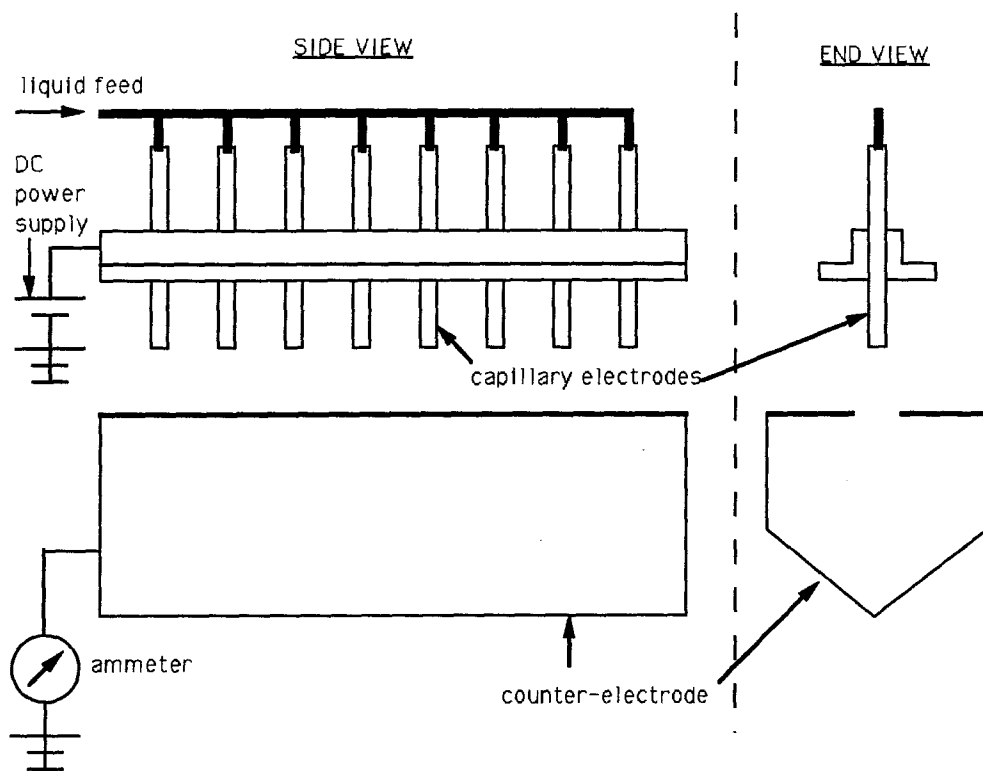 SIDE VIEW
END VIEW
liquid feed
DC
power
supply
capillary electrodes
ammeter
counter-electrode